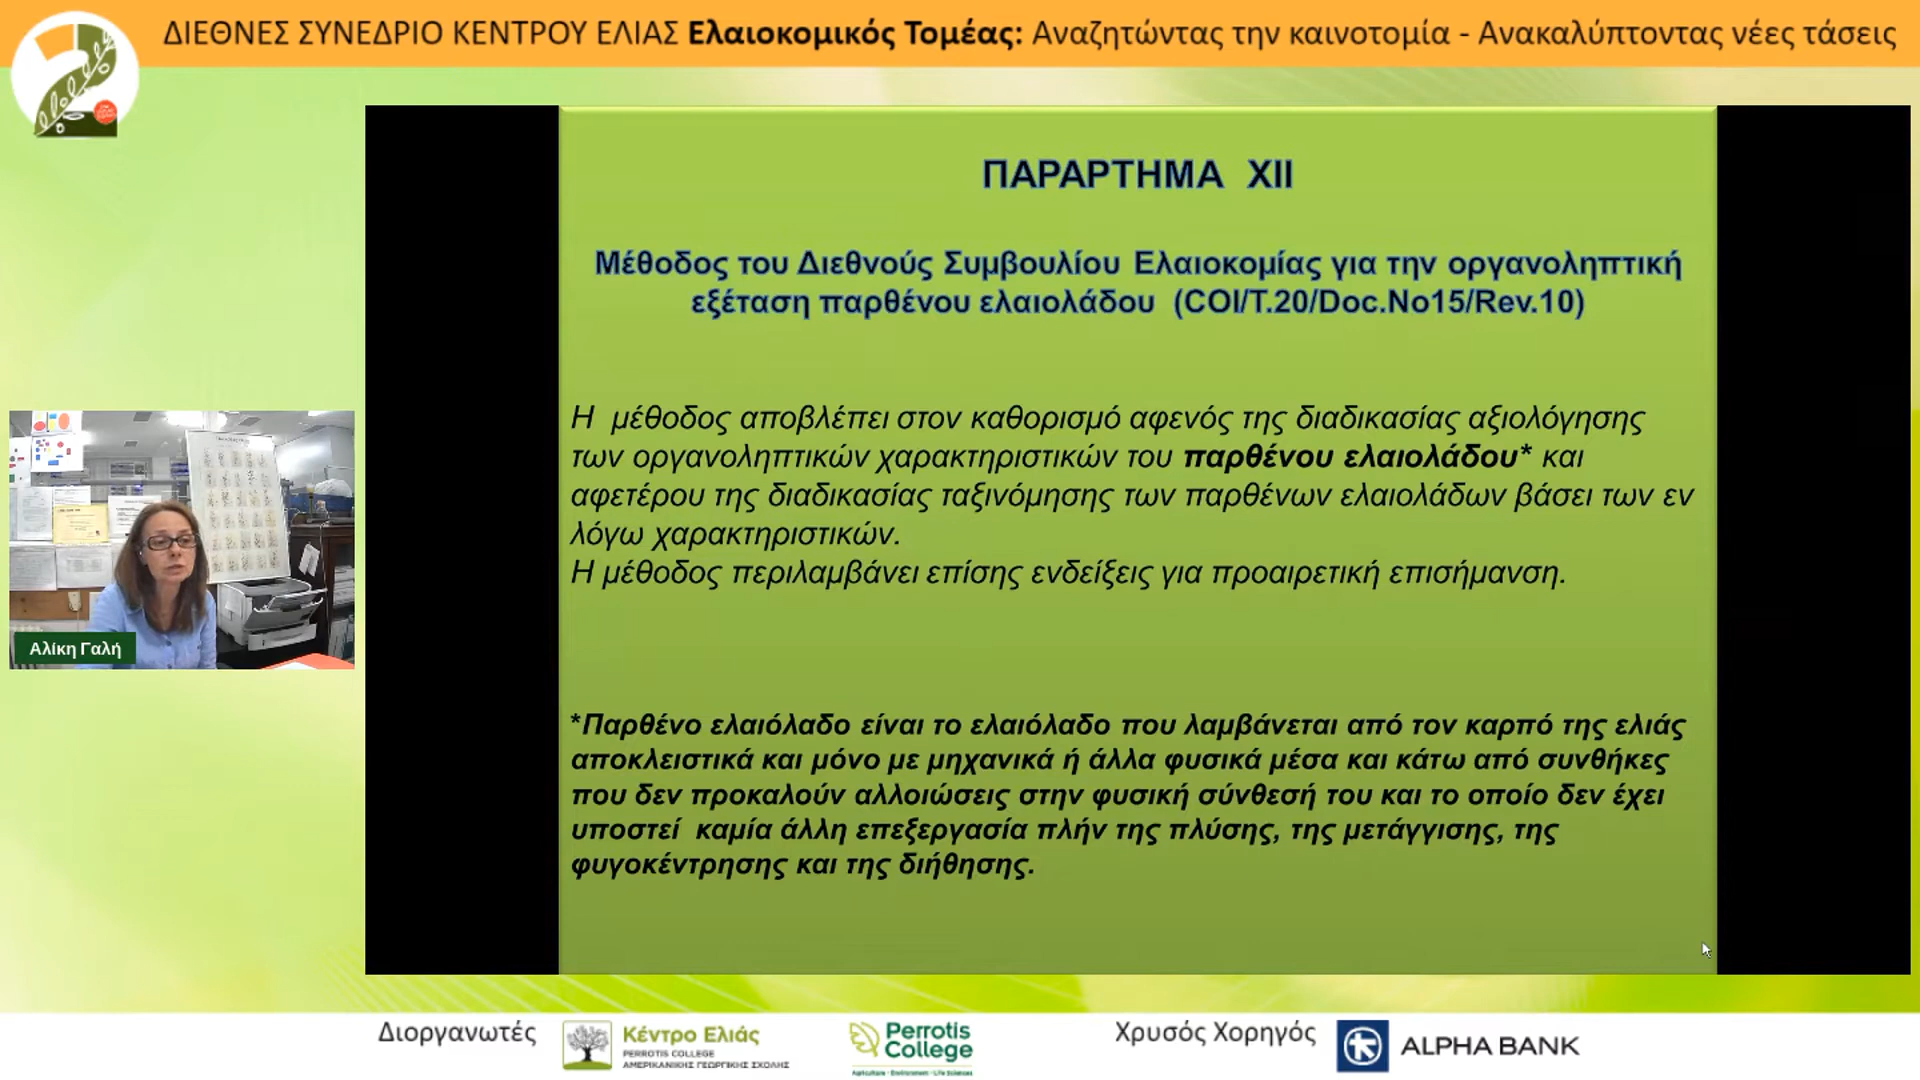 ΔΙΕΘΝΕΣ ΣΥΝΕΔΡΙΟ ΚΕΝΤΡΟΥ ΕΛΙΑΣ Ελαιοκομικός Τομέας: Αναζητώντας την καινοτομία - Ανακαλύπτοντας νέες τάσεις
ΠΑΡΑΡΤΗΜΑ XII
Μέθοδος του Διεθνούς Συμβουλίου Ελαιοκομίας για την οργανοληπτική
εξέταση παρθένου ελαιολάδου (COI/T.20/Doc.No15/Rev.10)
Η μέθοδος αποβλέπει στον καθορισμό αφενός της διαδικασίας αξιολόγησης
των οργανοληπτικών χαρακτηριστικών του παρθένου ελαιολάδου* και
αφετέρου της διαδικασίας ταξινόμησης των παρθένων ελαιολάδων βάσει των εν
λόγω χαρακτηριστικών.
Η μέθοδος περιλαμβάνει επίσης ενδείξεις για προαιρετική επισήμανση.
*Παρθένο ελαιόλαδο είναι το ελαιόλαδο που λαμβάνεται από τον καρπό της ελιάς
αποκλειστικά και μόνο με μηχανικά ή άλλα φυσικά μέσα και κάτω από συνθήκες
που δεν προκαλούν αλλοιώσεις στην φυσική σύνθεσή του και το οποίο δεν έχει
υποστεί καμία άλλη επεξεργασία πλήν της πλύσης, της μετάγγισης, της
φυγοκέντρησης και της διήθησης.
Αλίκη Γαλή
Διοργανωτές
Κέντρο Ελιάς
PERROTIS COLLEGE
ΑΜΕΡΙΚΑΝΙΚΗΣ ΓΕΩΡΓΙΚΗΣ ΣΧΟΛΗΣ
Perrotis
College
Agriculture - Environment - Life Sciences
Χρυσός Χορηγός
ALPHA BANK